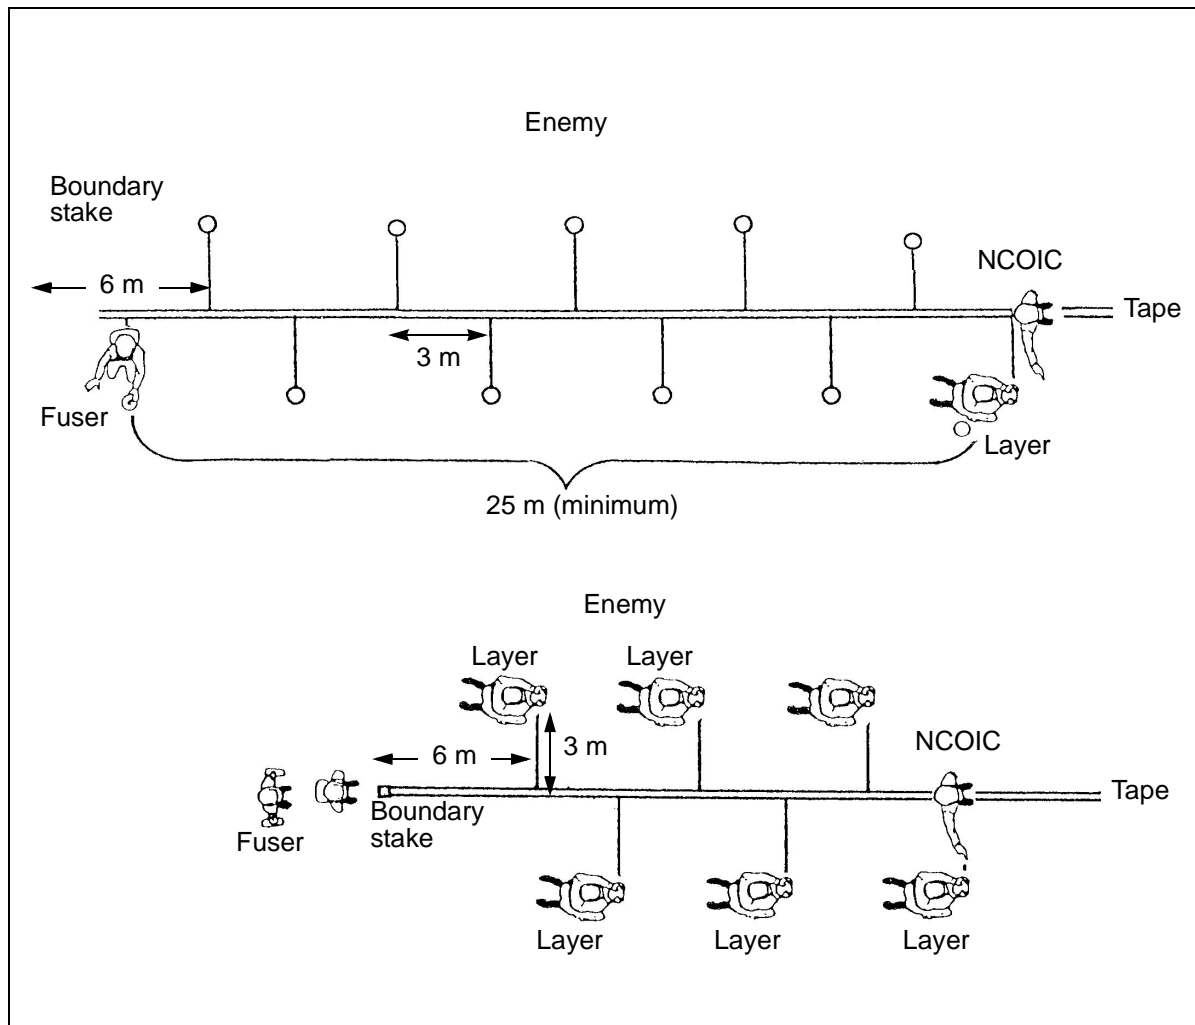 Enemy
Boundary
stake
NCOIC
6 m
Tape
3 m
Fuser
Layer
25 m (minimum)
Enemy
Layer
Layer
NCOIC
3 m
6 m
Tape
Boundary
stake
Fuser
Layer
Layer
Layer